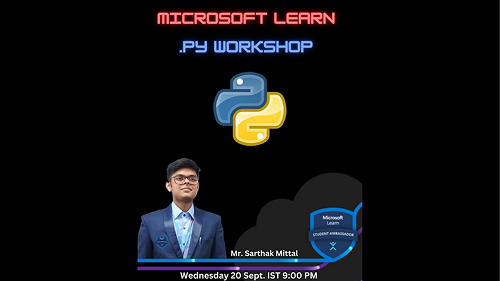 MICROSOFT LEARN
.PY WORKSHOP
Microsoft
Learn
STUDENT AMBASSADOR
Mr. Sarthak Mittal
Wednesday 20 Sept. IST 9:00 PM